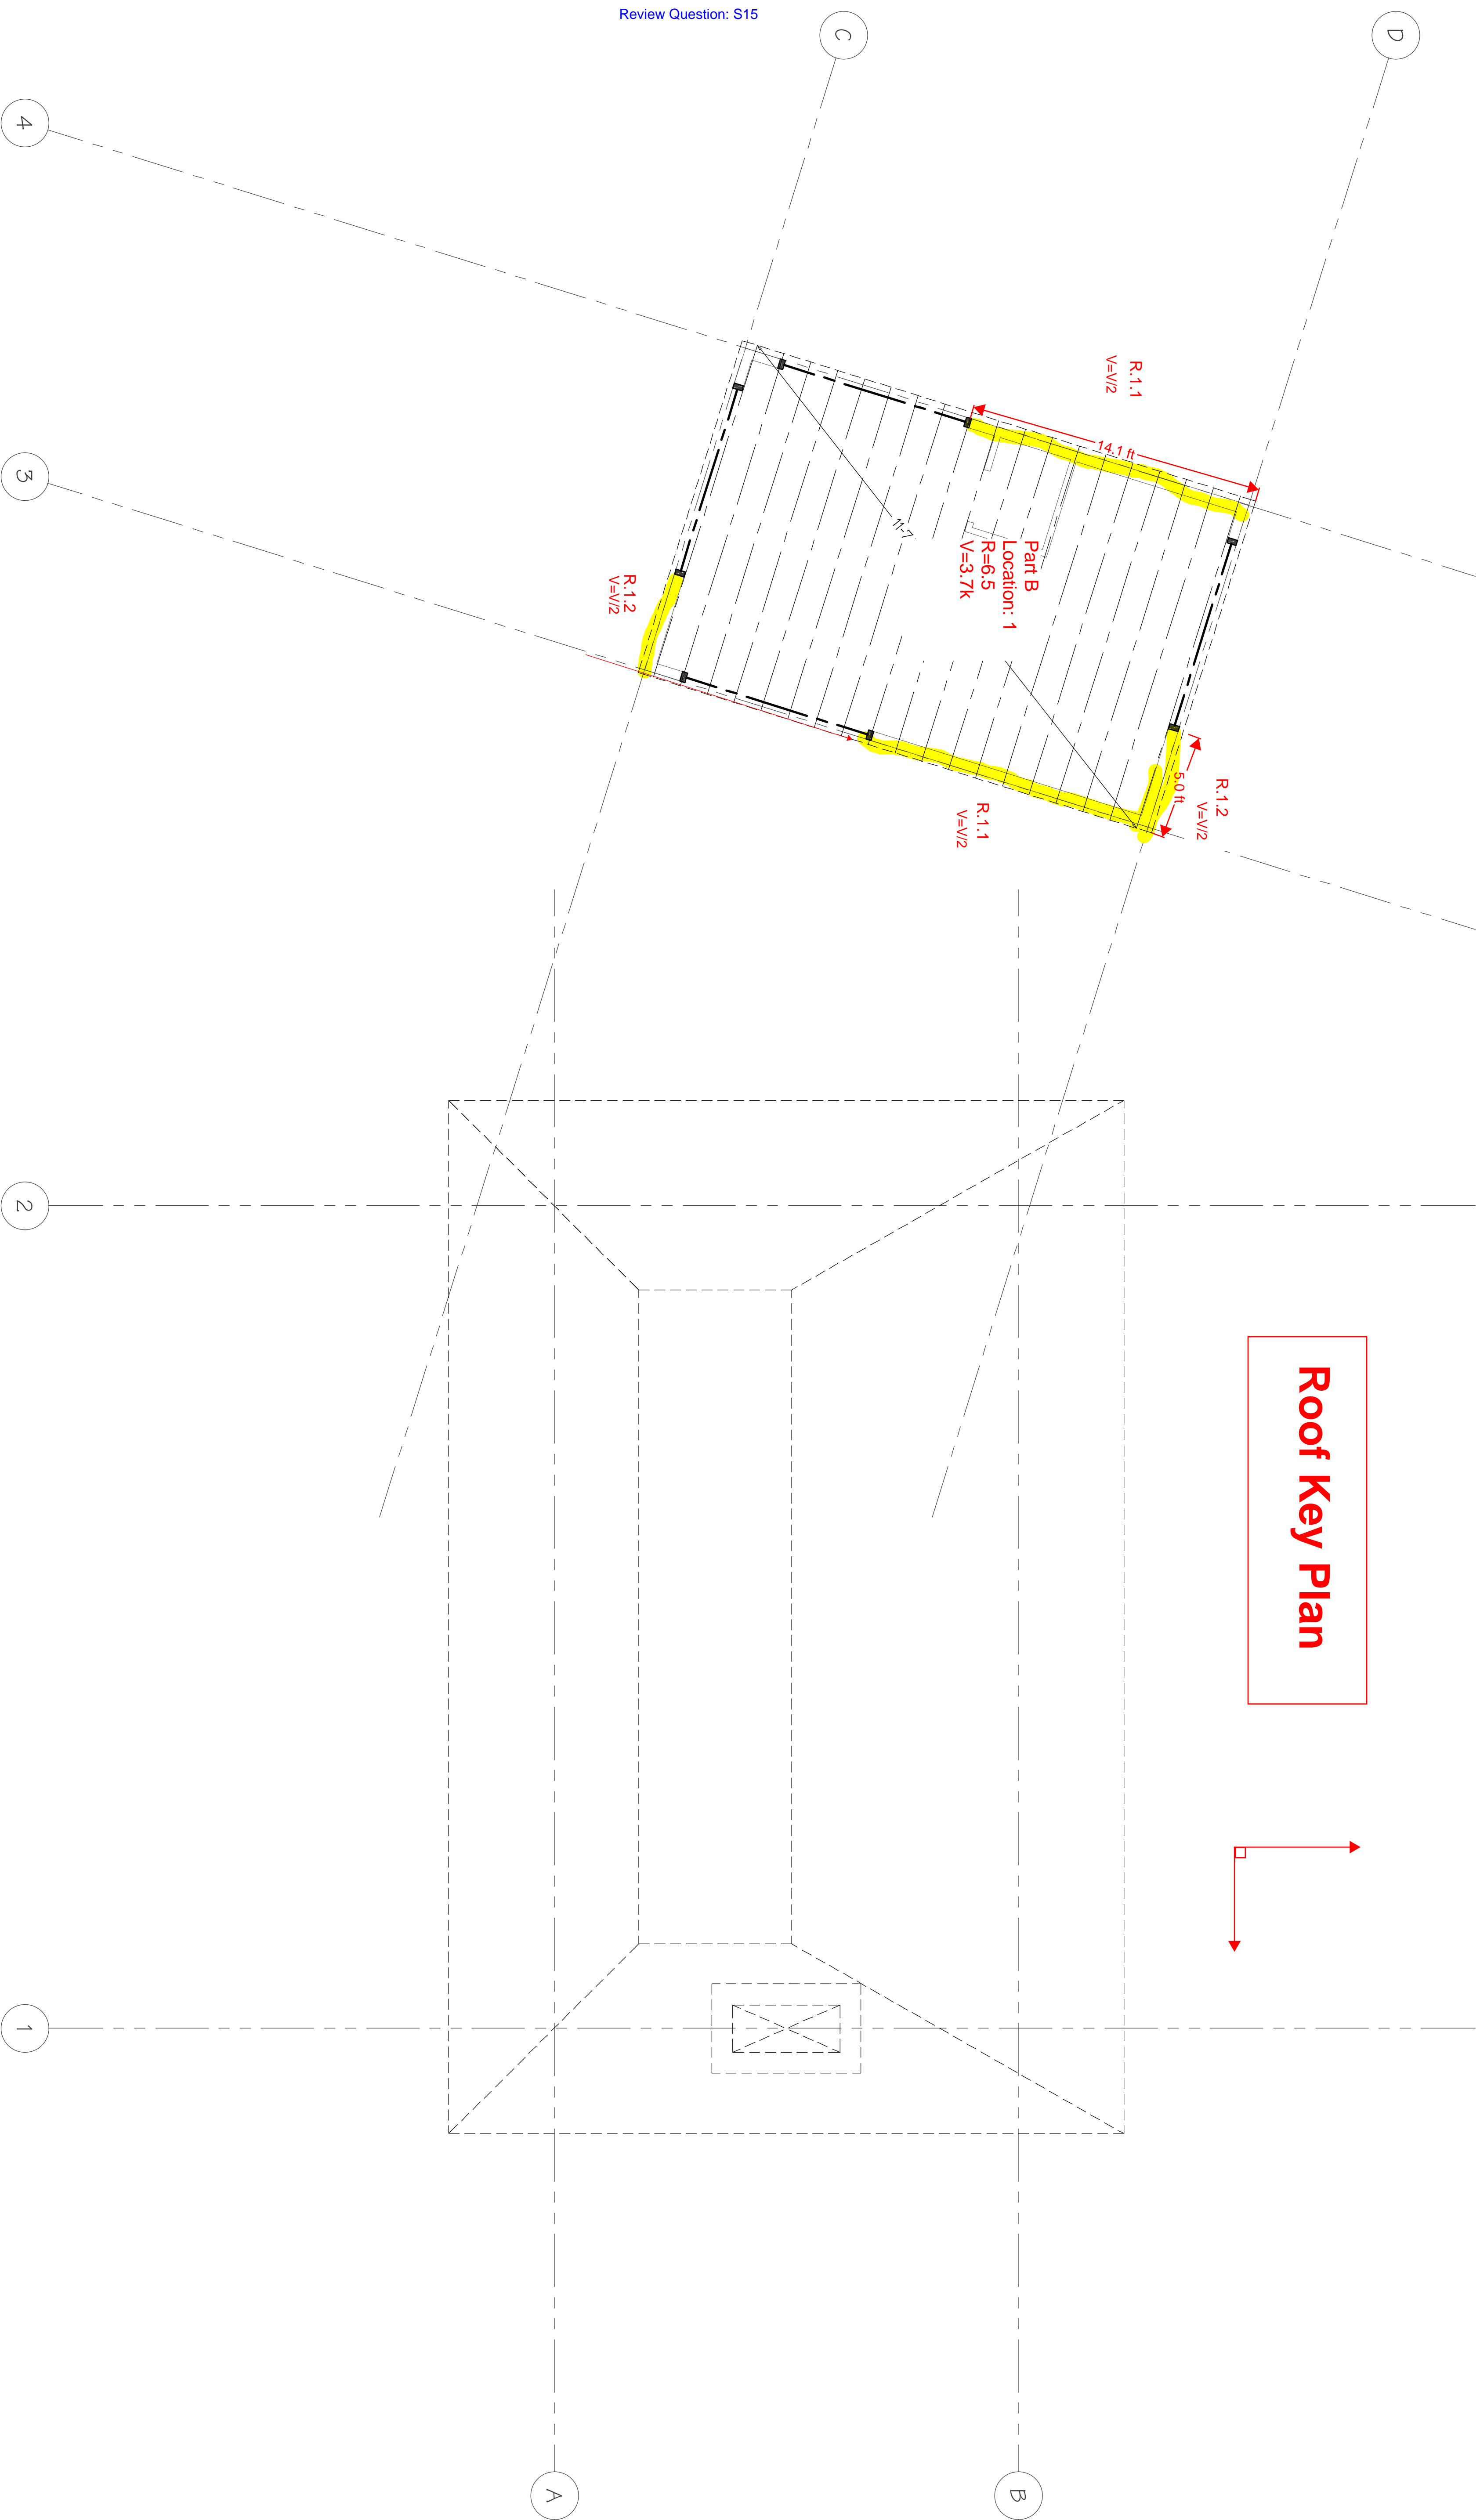 Review Question: S15
C
D
4
3
2
1
A
B
R.1.1
V=V/2
14.1 ft
11.7
Part B
Location: 1
R=6.5
V=3.7k
R.1.2
V=V/2
5.0 ft
R.1.2
V=V/2
R.1.1
V=V/2
Roof Key Plan